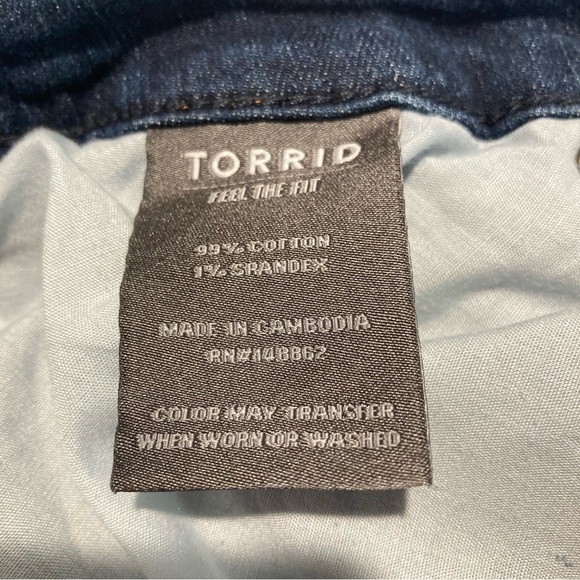 TORRID
FEEL THE FIT
99% COTTON
1% SPANDEX
MADE IN CAMBODIA
RN#148862
COLOR MAY TRANSFER
WHEN WORN OR WASHED